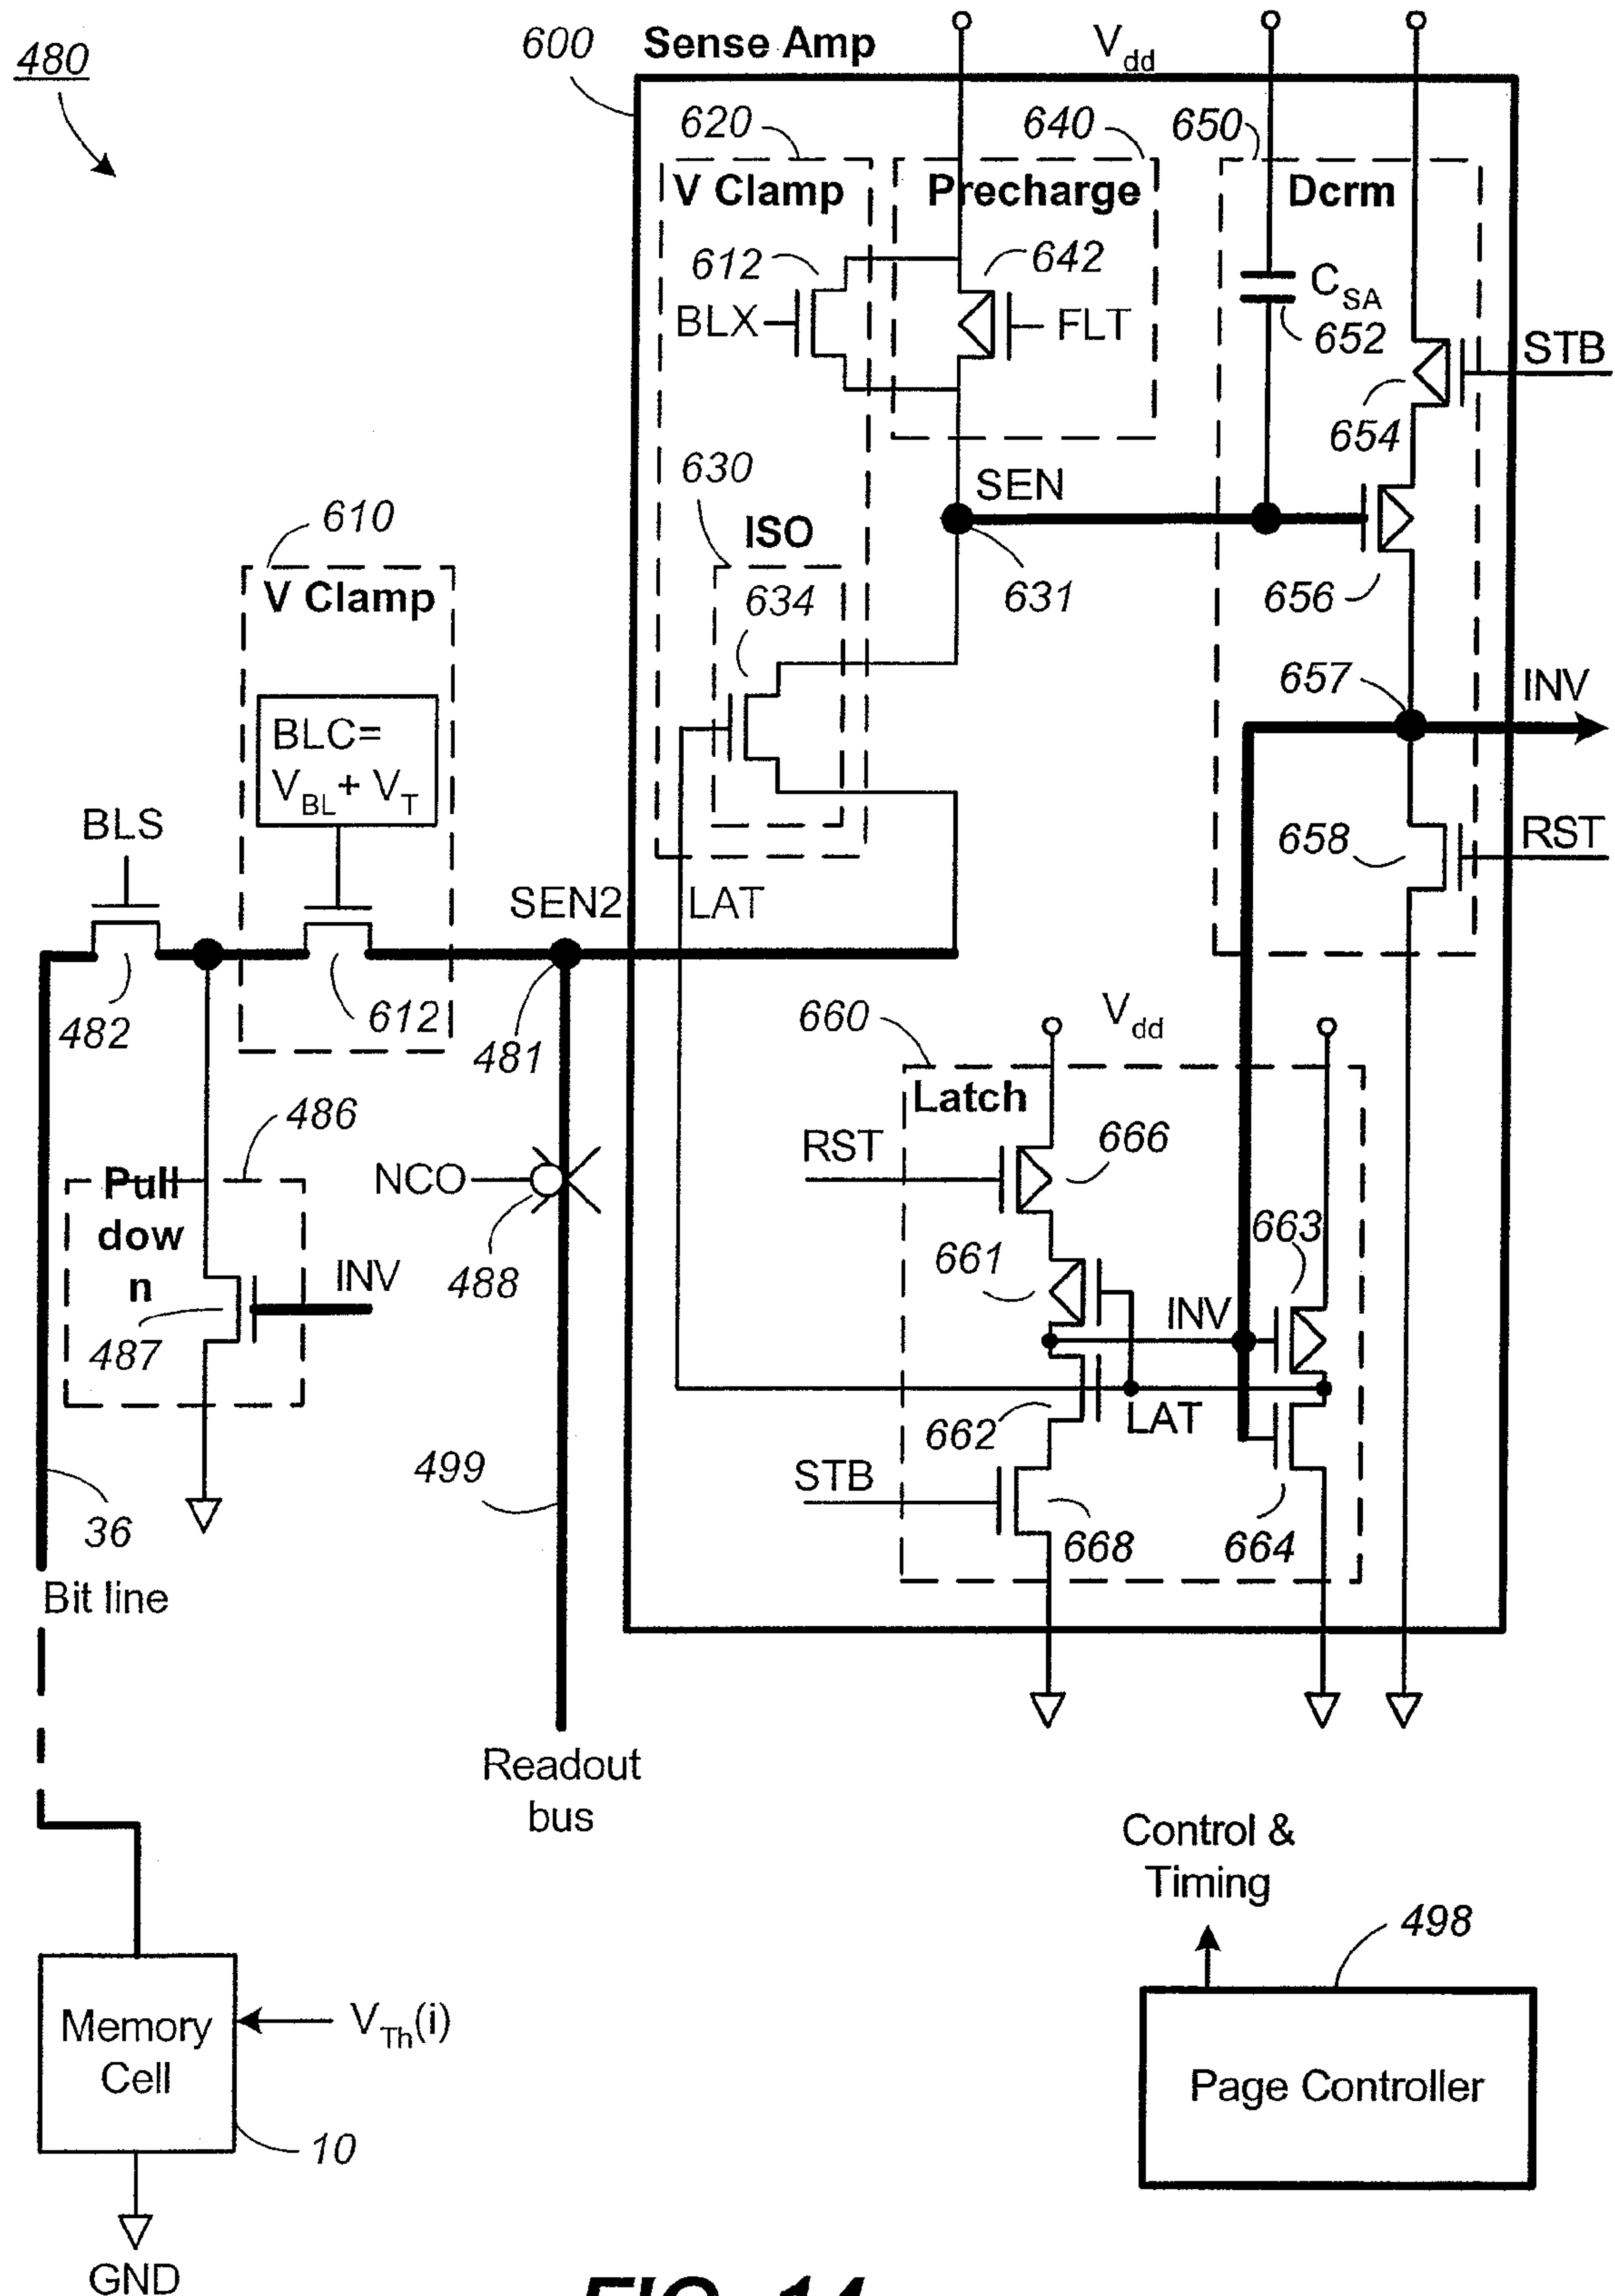 480
600
Sense Amp
Vdd
620
640
650
V Clamp
Precharge
Dcrm
612
642
BLX
FLT
CSA
652
STB
654
630
SEN
ISO
634
631
656
610
V Clamp
BLC=
VBL + VT
657
INV
BLS
658
RST
SEN2
LAT
482
612
481
660
Vdd
Latch
486
RST
666
Pull
dow
n
NCO
INV
488
487
661
663
INV
662
LAT
499
STB
36
668
664
Bit line
Readout
bus
Control &
Timing
498
Memory
Cell
VTh(i)
Page Controller
10
GND
FIG. 14